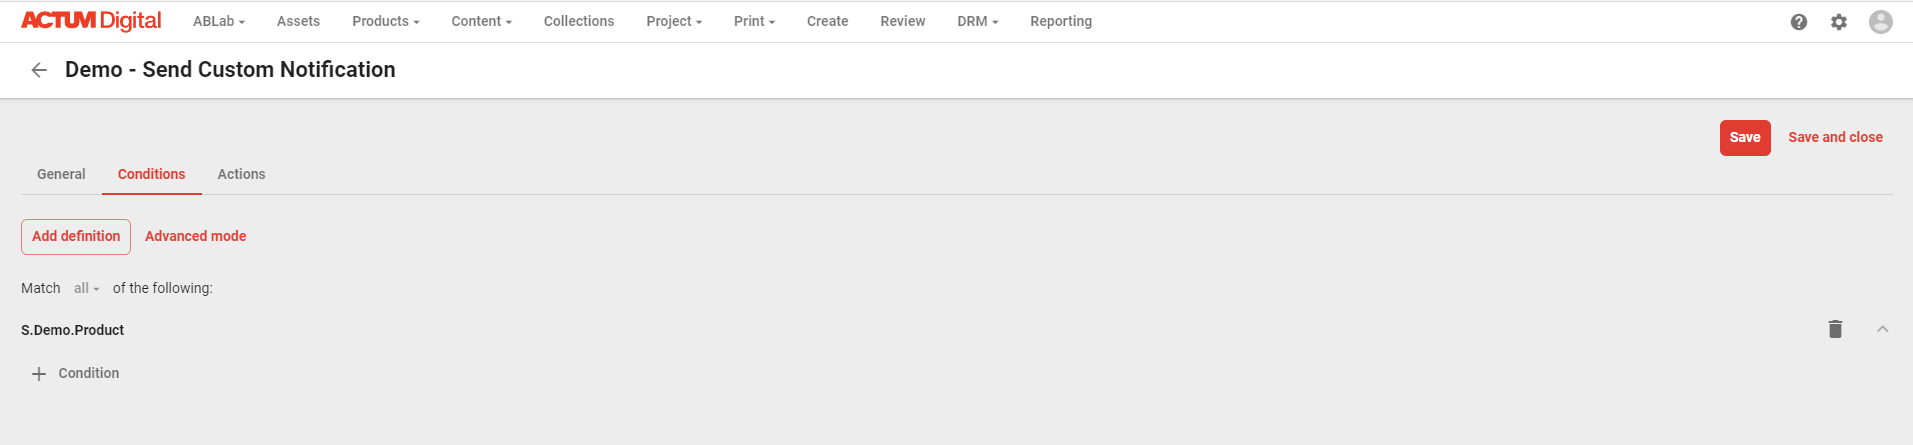 ACTUM Digital ABLab Assets Products Content Collections Project Print Create Review DRM Reporting
Demo - Send Custom Notification
Save Save and close
General Conditions Actions
Add definition Advanced mode
Match all of the following:
S.Demo.Product
Condition